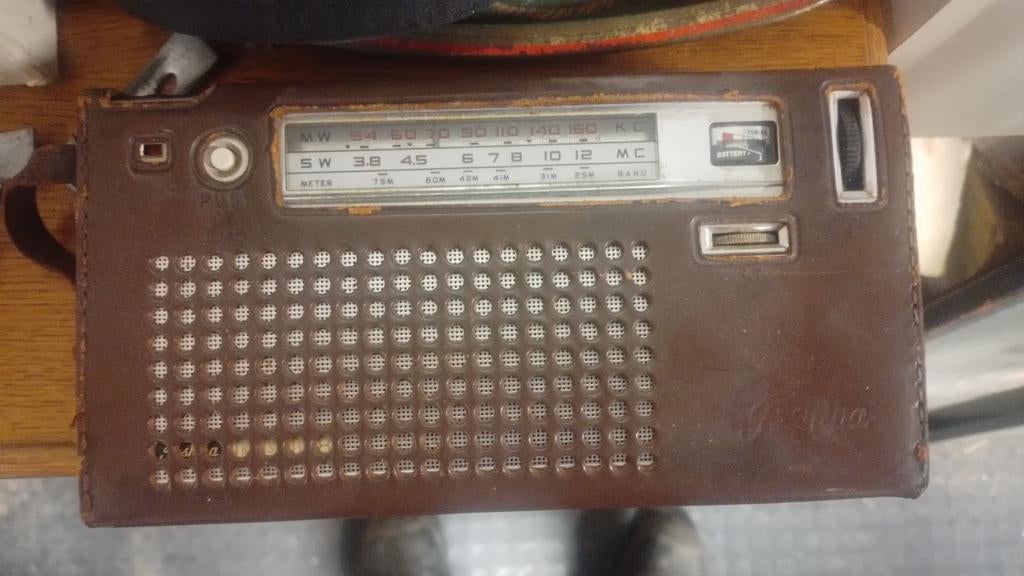 MW 54 60 70 90 110 140 160 KC
SW 3.8 4.5 6 7 8 10 12 MC
METER 75M 60M 49M 41M 31M 25M BAND
TUNING
BATTERY